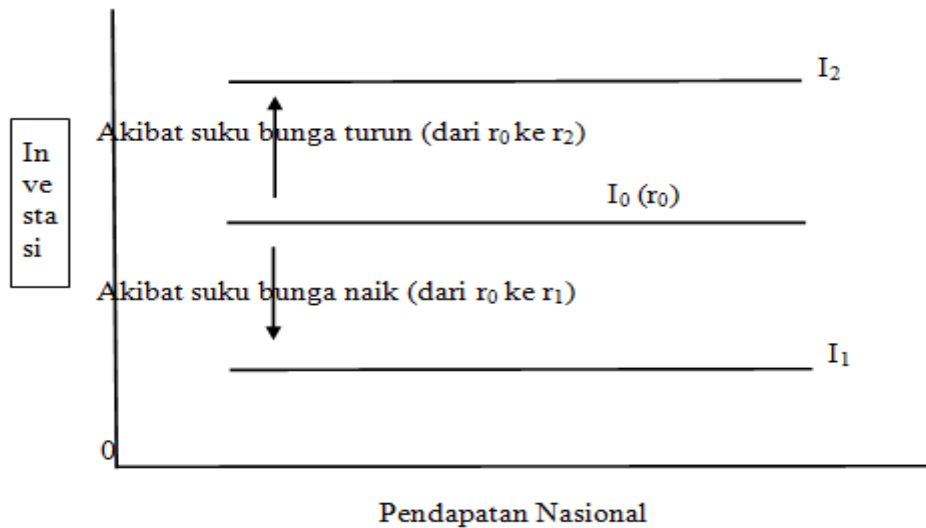 I₂
Akibat suku bunga turun (dari r₀ ke r₂)
In
ve
sta
si
I₀ (r₀)
Akibat suku bunga naik (dari r₀ ke r₁)
I₁
0
Pendapatan Nasional